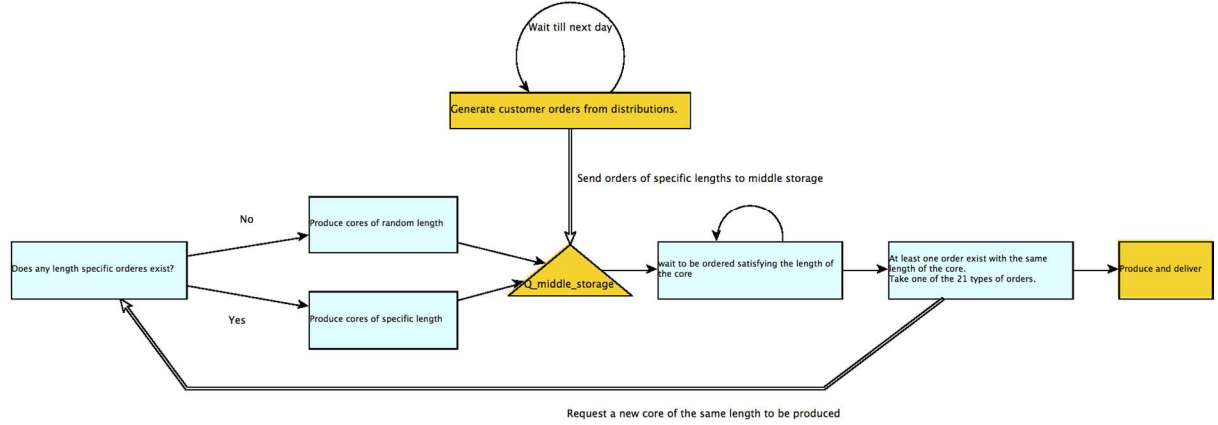 Wait till next day
Generate customer orders from distributions.
Send orders of specific lengths to middle storage
No
Produce cores of random length
Does any length specific orderes exist?
wait to be ordered satisfying the length of
the core
At least one order exist with the same
length of the core.
Take one of the 21 types of orders.
Produce and deliver
Q_middle_storage
Yes
Produce cores of specific length
Request a new core of the same length to be produced